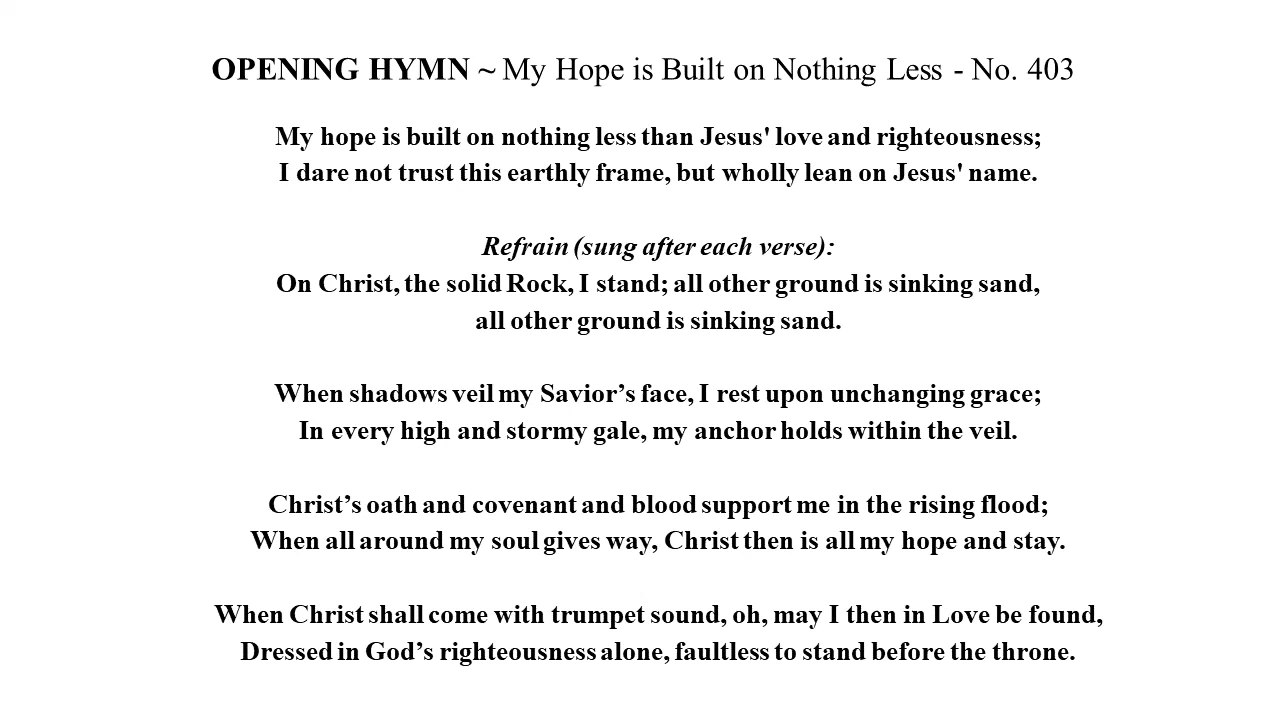 OPENING HYMN ~ My Hope is Built on Nothing Less - No. 403
My hope is built on nothing less than Jesus' love and righteousness;
I dare not trust this earthly frame, but wholly lean on Jesus' name.
Refrain (sung after each verse):
On Christ, the solid Rock, I stand; all other ground is sinking sand,
all other ground is sinking sand.
When shadows veil my Savior’s face, I rest upon unchanging grace;
In every high and stormy gale, my anchor holds within the veil.
Christ’s oath and covenant and blood support me in the rising flood;
When all around my soul gives way, Christ then is all my hope and stay.
When Christ shall come with trumpet sound, oh, may I then in Love be found,
Dressed in God’s righteousness alone, faultless to stand before the throne.